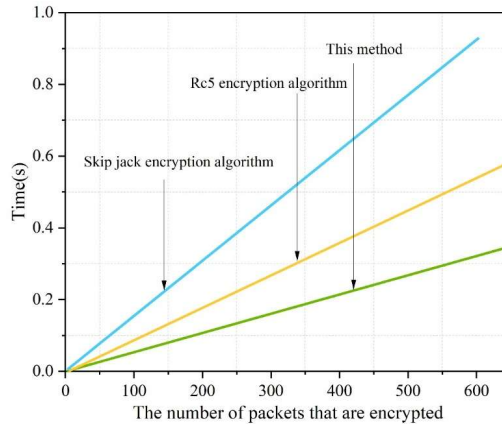 1.0
This method
Rc5 encryption algorithm
0.8
Skip jack encryption algorithm
0.6
Time(s)
0.4
0.2
0.0
0 100 200 300 400 500 600
The number of packets that are encrypted